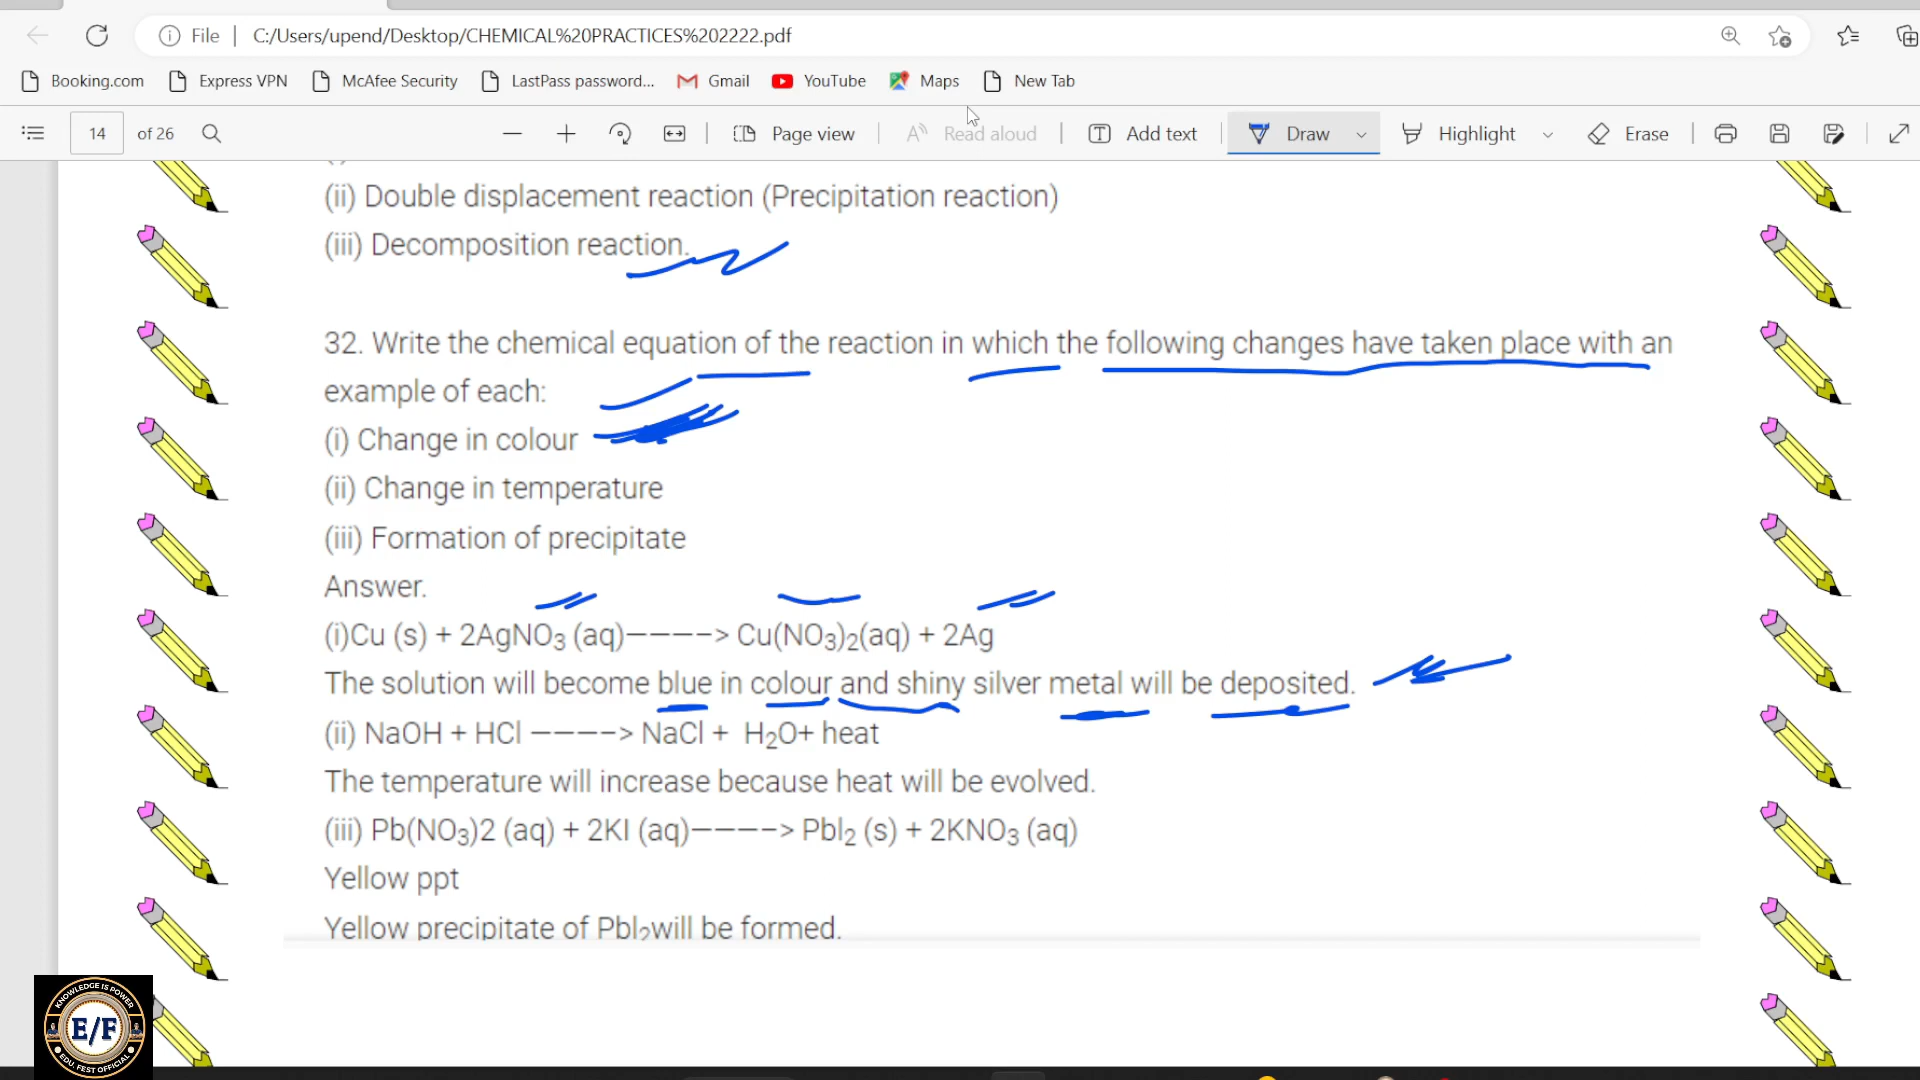 File | C:/Users/upend/Desktop/CHEMICAL%20PRACTICES%202222.pdf
Booking.com Express VPN McAfee Security LastPass password... Gmail YouTube Maps New Tab
14 of 26 Page view Read aloud Add text Draw Highlight Erase
(ii) Double displacement reaction (Precipitation reaction)
(iii) Decomposition reaction.
32. Write the chemical equation of the reaction in which the following changes have taken place with an
example of each:
(i) Change in colour
(ii) Change in temperature
(iii) Formation of precipitate
Answer.
(i)Cu (s) + 2AgNO₃ (aq)––––> Cu(NO₃)₂(aq) + 2Ag
The solution will become blue in colour and shiny silver metal will be deposited.
(ii) NaOH + HCl ––––> NaCl + H₂O+ heat
The temperature will increase because heat will be evolved.
(iii) Pb(NO₃)2 (aq) + 2KI (aq)––––> PbI₂ (s) + 2KNO₃ (aq)
Yellow ppt
Yellow precipitate of PbI₂will be formed.
KNOWLEDGE IS POWER
E/F
EDU. FEST OFFICIAL